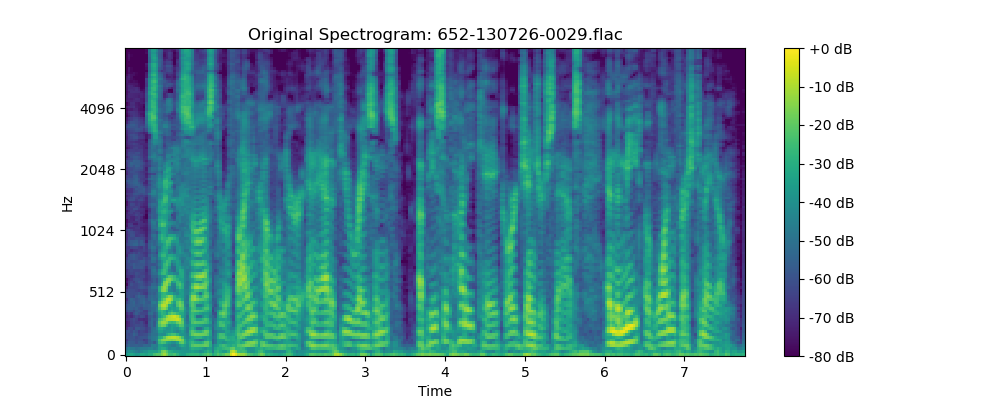 Original Spectrogram: 652-130726-0029.flac
Hz
4096
2048
1024
512
0
0 1 2 3 4 5 6 7
Time
+0 dB
-10 dB
-20 dB
-30 dB
-40 dB
-50 dB
-60 dB
-70 dB
-80 dB